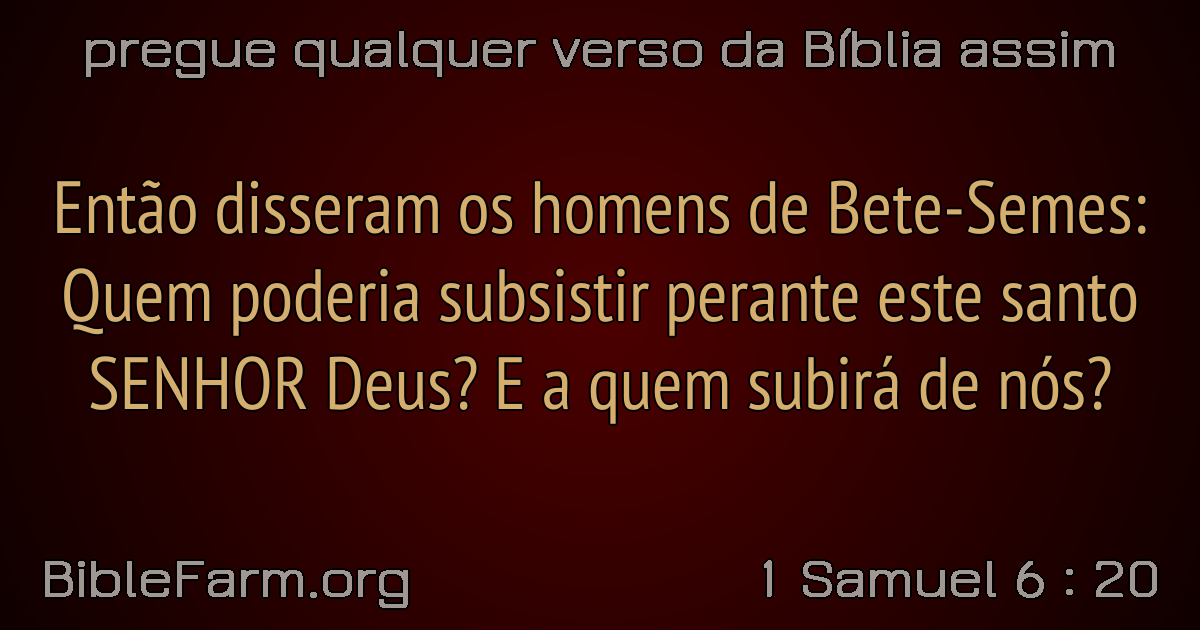 pregue qualquer verso da Bíblia assim
Então disseram os homens de Bete-Semes:
Quem poderia subsistir perante este santo
SENHOR Deus? E a quem subirá de nós?
BibleFarm.org
1 Samuel 6 : 20